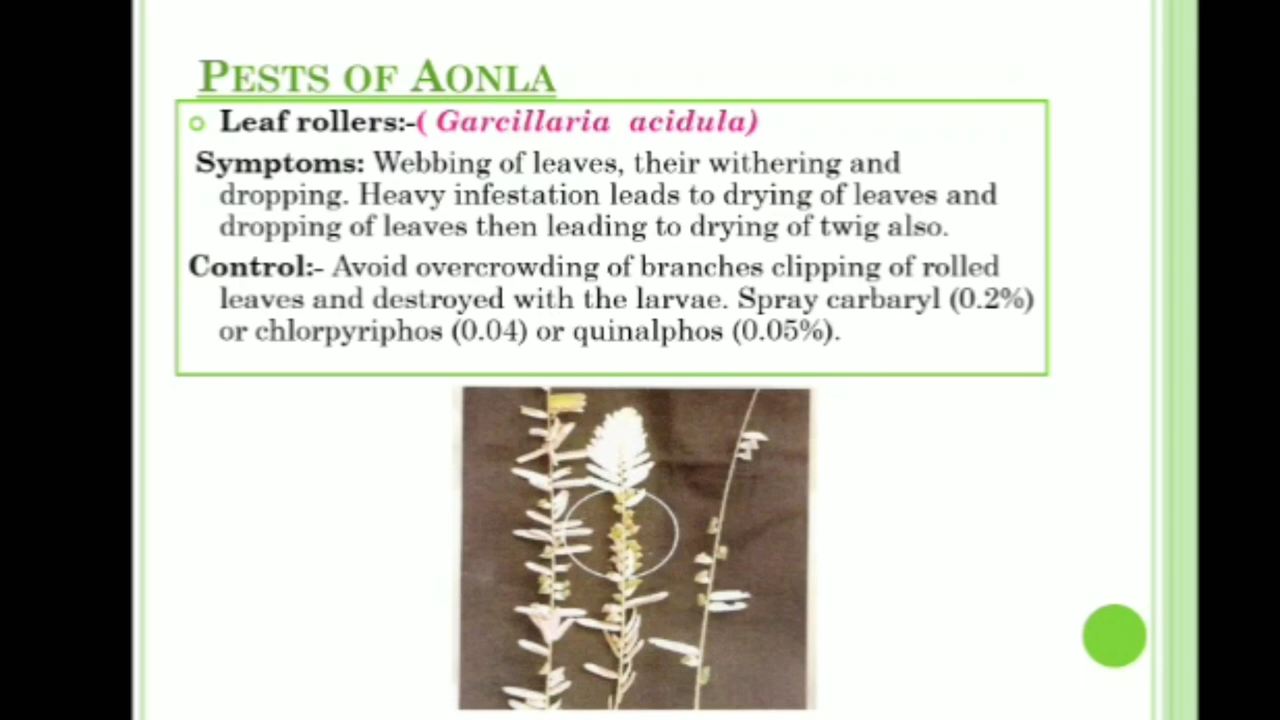 PESTS OF AONLA
Leaf rollers:-( Garcillaria acidula)
Symptoms: Webbing of leaves, their withering and
dropping. Heavy infestation leads to drying of leaves and
dropping of leaves then leading to drying of twig also.
Control:- Avoid overcrowding of branches clipping of rolled
leaves and destroyed with the larvae. Spray carbaryl (0.2%)
or chlorpyriphos (0.04) or quinalphos (0.05%).